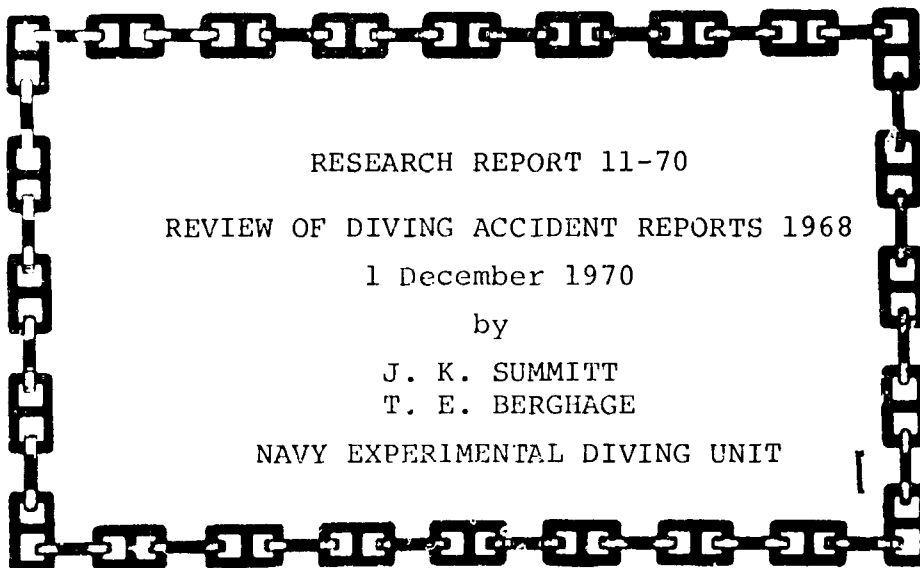 RESEARCH REPORT 11-70
REVIEW OF DIVING ACCIDENT REPORTS 1968
1 December 1970
by
J. K. SUMMITT
T. E. BERGHAGE
NAVY EXPERIMENTAL DIVING UNIT